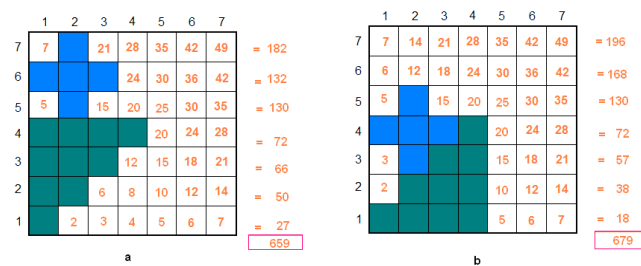 1 2 3 4 5 6 7
7 7 21 28 35 42 49 = 182
6 24 30 36 42 = 132
5 5 15 20 25 30 35 = 130
4 20 24 28 = 72
3 12 15 18 21 = 66
2 6 8 10 12 14 = 50
1 2 3 4 5 6 7 = 27
659
a
1 2 3 4 5 6 7
7 7 14 21 28 35 42 49 = 196
6 6 12 18 24 30 36 42 = 168
5 5 15 20 25 30 35 = 130
4 20 24 28 = 72
3 3 15 18 21 = 57
2 2 10 12 14 = 38
1 5 6 7 = 18
679
b